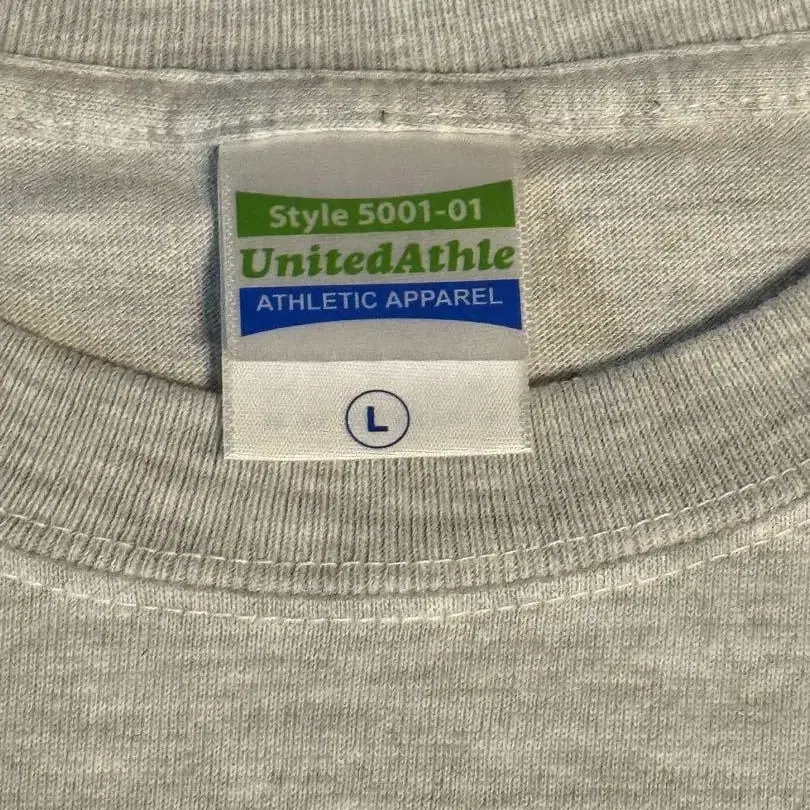 Style 5001-01
UnitedAthle
ATHLETIC APPAREL
L